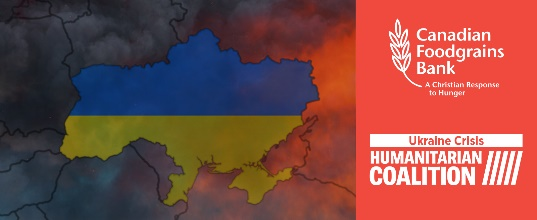 Canadian
Foodgrains
Bank
A Christian Response
to Hunger
Ukraine Crisis
HUMANITARIAN
COALITION